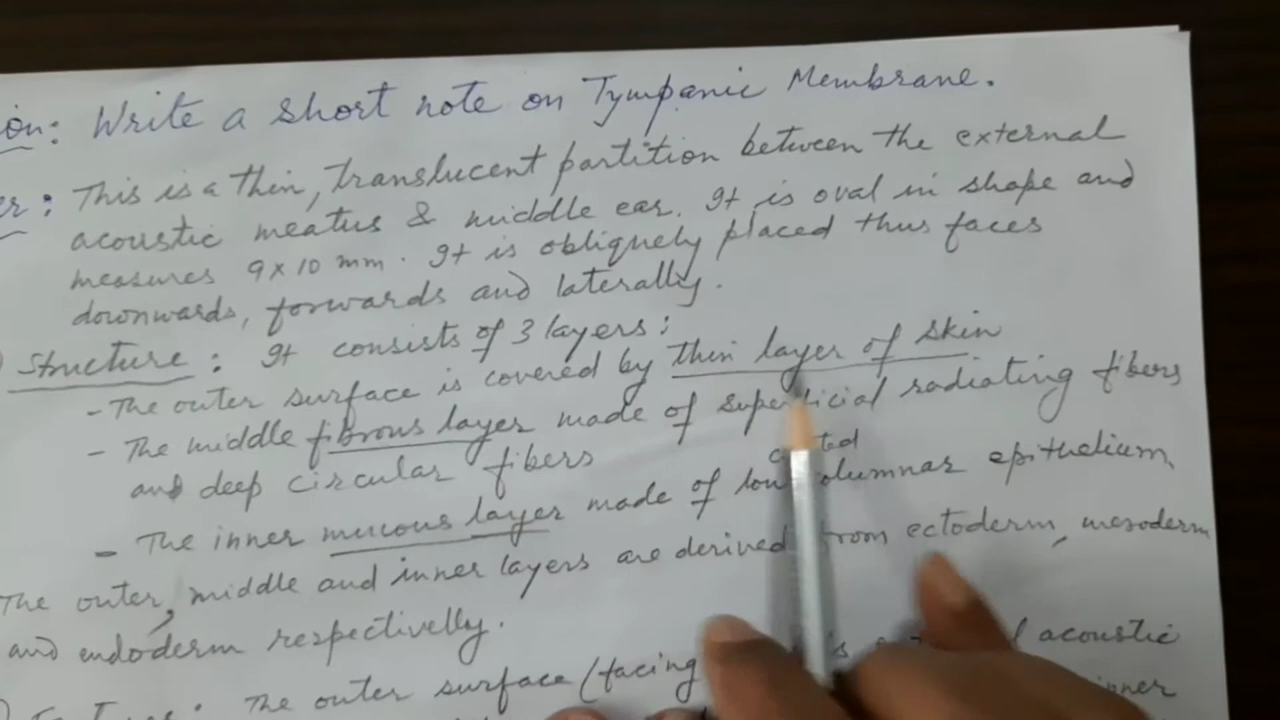 ion: Write a short note on Tympanic Membrane.
er: This is a thin, translucent partition between the external
acoustic meatus & middle ear. It is oval in shape and
measures 9x10 mm. It is obliquely placed thus faces
downwards, forwards and laterally.
) Structure: It consists of 3 layers:
- The outer surface is covered by thin layer of skin
- The middle fibrous layer made of superficial radiating fibers
and deep circular fibers
- The inner mucous layer made of low columnar epithelium
The outer, middle and inner layers are derived from ectoderm, mesoderm
and endoderm respectivelly.
The outer surface (facing acoustic
inner